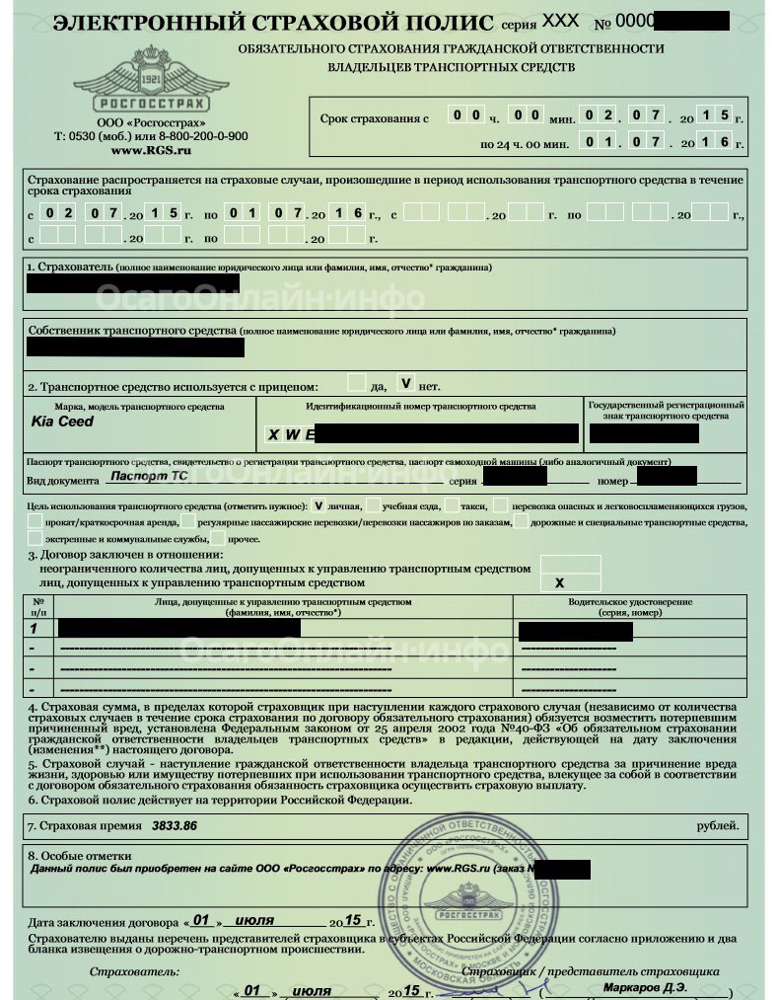 ЭЛЕКТРОННЫЙ СТРАХОВОЙ ПОЛИС серия XXX № 0000
ОБЯЗАТЕЛЬНОГО СТРАХОВАНИЯ ГРАЖДАНСКОЙ ОТВЕТСТВЕННОСТИ
ВЛАДЕЛЬЦЕВ ТРАНСПОРТНЫХ СРЕДСТВ
1921
РОСГОССТРАХ
ООО «Росгосстрах»
Т: 0530 (моб.) или 8-800-200-0-900
www.RGS.ru
Срок страхования с 0 0 ч. 0 0 мин. 0 2 . 0 7 . 20 1 5 г.
по 24 ч. 00 мин. 0 1 . 0 7 . 20 1 6 г.
Страхование распространяется на страховые случаи, произошедшие в период использования транспортного средства в течение
срока страхования
с 0 2 0 7 . 20 1 5 г. по 0 1 0 7 . 20 1 6 г., с . 20 г. по . 20 г.,
с . 20 г. по . 20 г.
1. Страхователь (полное наименование юридического лица или фамилия, имя, отчество* гражданина)
ОсагоОнлайн·инфо
Собственник транспортного средства (полное наименование юридического лица или фамилия, имя, отчество* гражданина)
2. Транспортное средство используется с прицепом: да, V нет.
Марка, модель транспортного средства Идентификационный номер транспортного средства Государственный регистрационный
знак транспортного средства
Kia Ceed
X W E
Паспорт транспортного средства, свидетельство о регистрации транспортного средства, паспорт самоходной машины (либо аналогичный документ)
Вид документа Паспорт ТС серия номер
ОсагоОнлайн·инфо
Цель использования транспортного средства (отметить нужное): V личная, учебная езда, такси, перевозка опасных и легковоспламеняющихся грузов,
прокат/краткосрочная аренда, регулярные пассажирские перевозки/перевозки пассажиров по заказам, дорожные и специальные транспортные средства,
экстренные и коммунальные службы, прочее.
3. Договор заключен в отношении:
неограниченного количества лиц, допущенных к управлению транспортным средством
лиц, допущенных к управлению транспортным средством X
№ Лица, допущенные к управлению транспортным средством Водительское удостоверение
п/п (фамилия, имя, отчество*) (серия, номер)
1
ОсагоОнлайн·инфо
4. Страховая сумма, в пределах которой страховщик при наступлении каждого страхового случая (независимо от количества
страховых случаев в течение срока страхования по договору обязательного страхования) обязуется возместить потерпевшим
причиненный вред, установлена Федеральным законом от 25 апреля 2002 года №40-ФЗ «Об обязательном страховании
гражданской ответственности владельцев транспортных средств» в редакции, действующей на дату заключения
(изменения**) настоящего договора.
5. Страховой случай - наступление гражданской ответственности владельца транспортного средства за причинение вреда
жизни, здоровью или имуществу потерпевших при использовании транспортного средства, влекущее за собой в соответствии
с договором обязательного страхования обязанность страховщика осуществить страховую выплату.
6. Страховой полис действует на территории Российской Федерации.
7. Страховая премия 3833.86 рублей.
8. Особые отметки
Данный полис был приобретен на сайте ООО «Росгосстрах» по адресу: www.RGS.ru (заказ N
РОСГОССТРАХ
Дата заключения договора « 01 » июля 20 15 г.
Страхователю выданы перечень представителей страховщика в субъектах Российской Федерации согласно приложению и два
бланка извещения о дорожно-транспортном происшествии.
Страхователь: Страховщик / представитель страховщика
« 01 » июля 20 15 г. ( Маркаров Д.Э. )